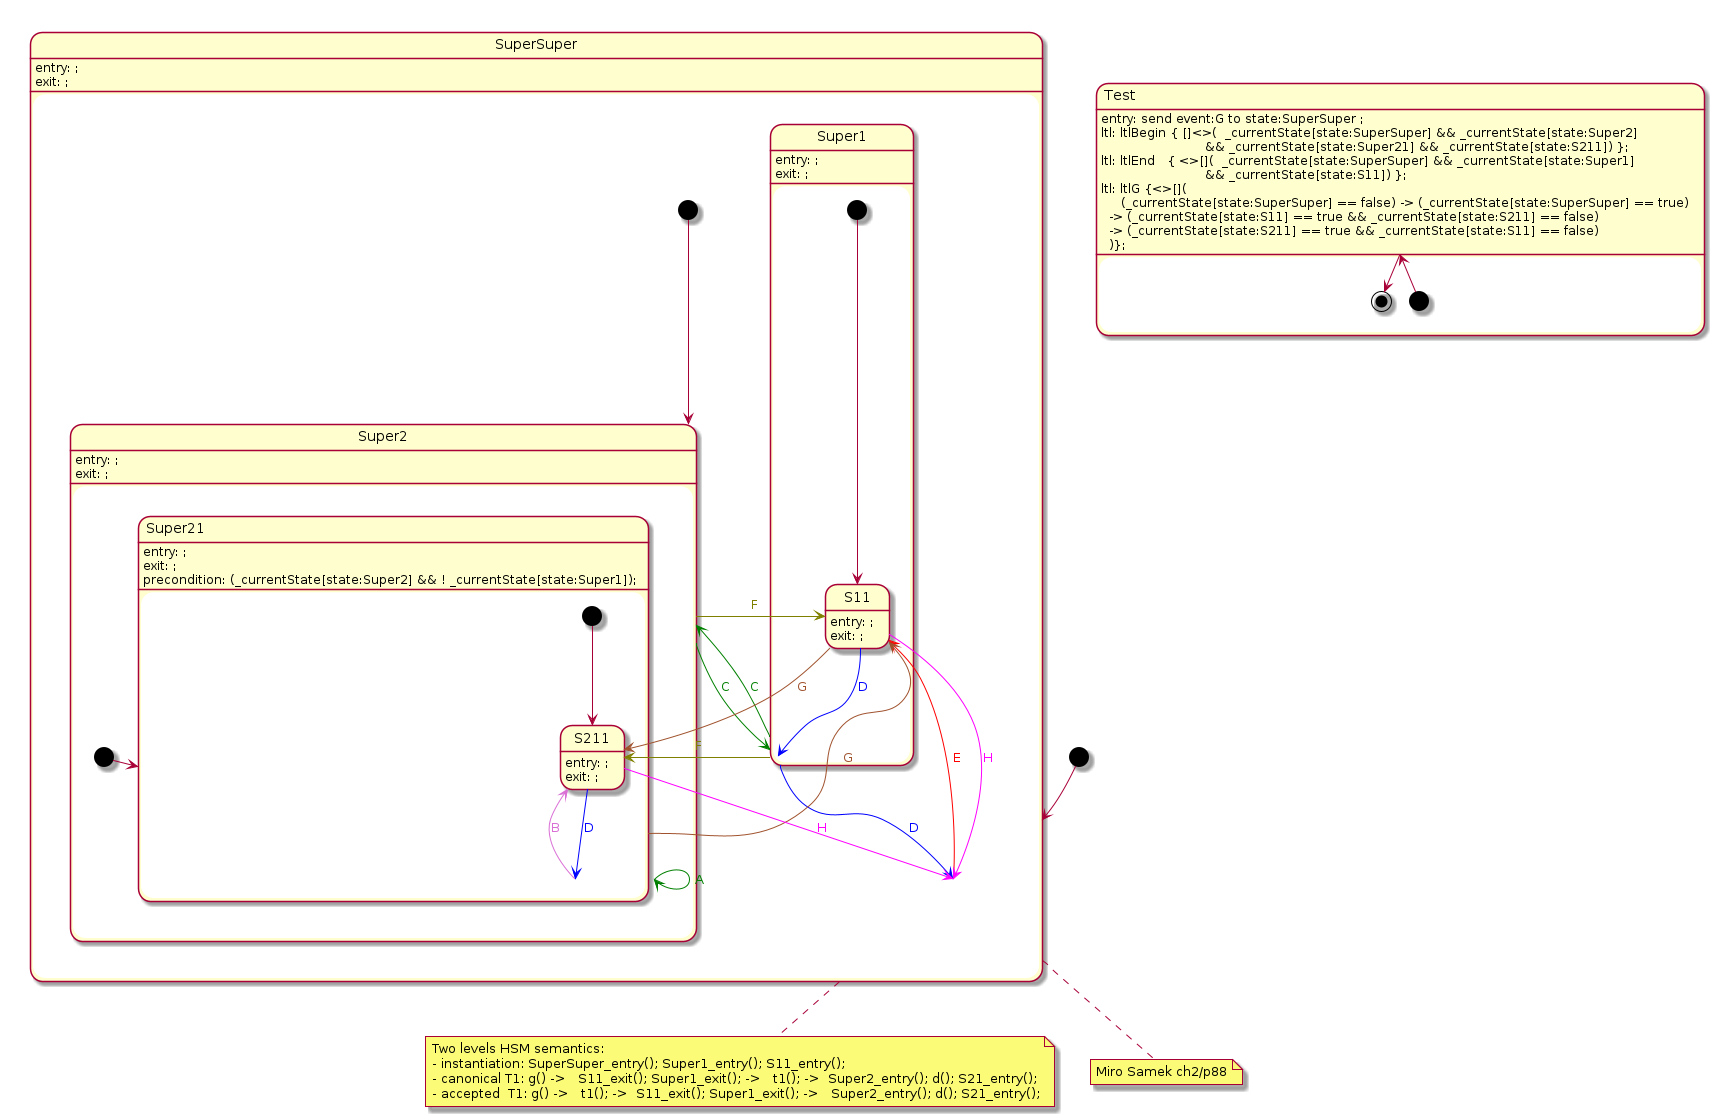 SuperSuper
entry: ;
exit: ;
Super1
entry: ;
exit: ;
Test
entry: send event:G to state:SuperSuper ;
ltl: ltlBegin { []<>(  _currentState[state:SuperSuper] && _currentState[state:Super2]
&& _currentState[state:Super21] && _currentState[state:S211]) };
ltl: ltlEnd   { <>[](  _currentState[state:SuperSuper] && _currentState[state:Super1]
&& _currentState[state:S11]) };
ltl: ltlG {<>[](
(_currentState[state:SuperSuper] == false) -> (_currentState[state:SuperSuper] == true)
-> (_currentState[state:S11] == true && _currentState[state:S211] == false)
-> (_currentState[state:S211] == true && _currentState[state:S11] == false)
)};
Super2
entry: ;
exit: ;
Super21
entry: ;
exit: ;
precondition: (_currentState[state:Super2] && ! _currentState[state:Super1]);
F
S11
entry: ;
exit: ;
C
C
G
D
S211
entry: ;
exit: ;
G
E
H
B
D
H
D
A
Two levels HSM semantics:
- instantiation: SuperSuper_entry(); Super1_entry(); S11_entry();
- canonical T1: g() ->   S11_exit(); Super1_exit(); ->   t1(); ->  Super2_entry(); d(); S21_entry();
- accepted  T1: g() ->   t1(); ->  S11_exit(); Super1_exit(); ->   Super2_entry(); d(); S21_entry();
Miro Samek ch2/p88